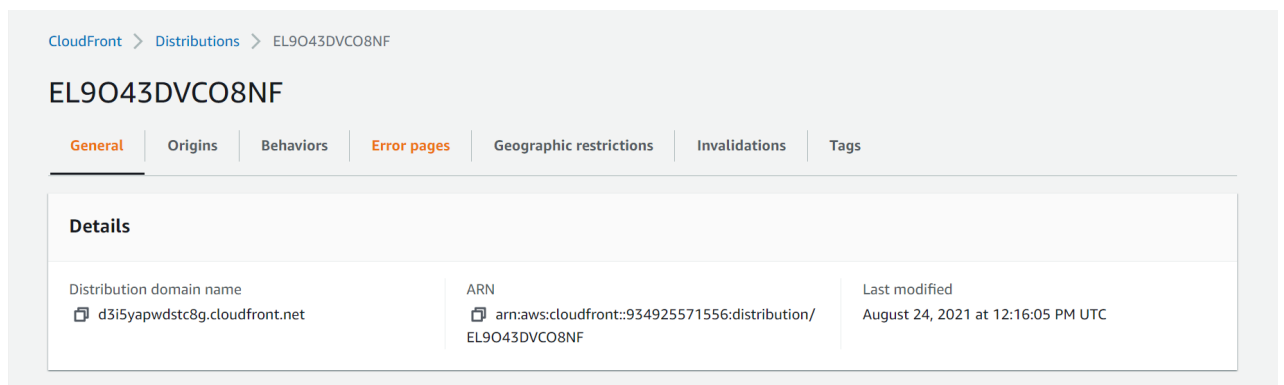 CloudFront > Distributions > EL9O43DVCO8NF
EL9O43DVCO8NF
General Origins Behaviors Error pages Geographic restrictions Invalidations Tags
Details
Distribution domain name ARN Last modified
d3i5yapwdstc8g.cloudfront.net arn:aws:cloudfront::934925571556:distribution/ August 24, 2021 at 12:16:05 PM UTC
EL9O43DVCO8NF